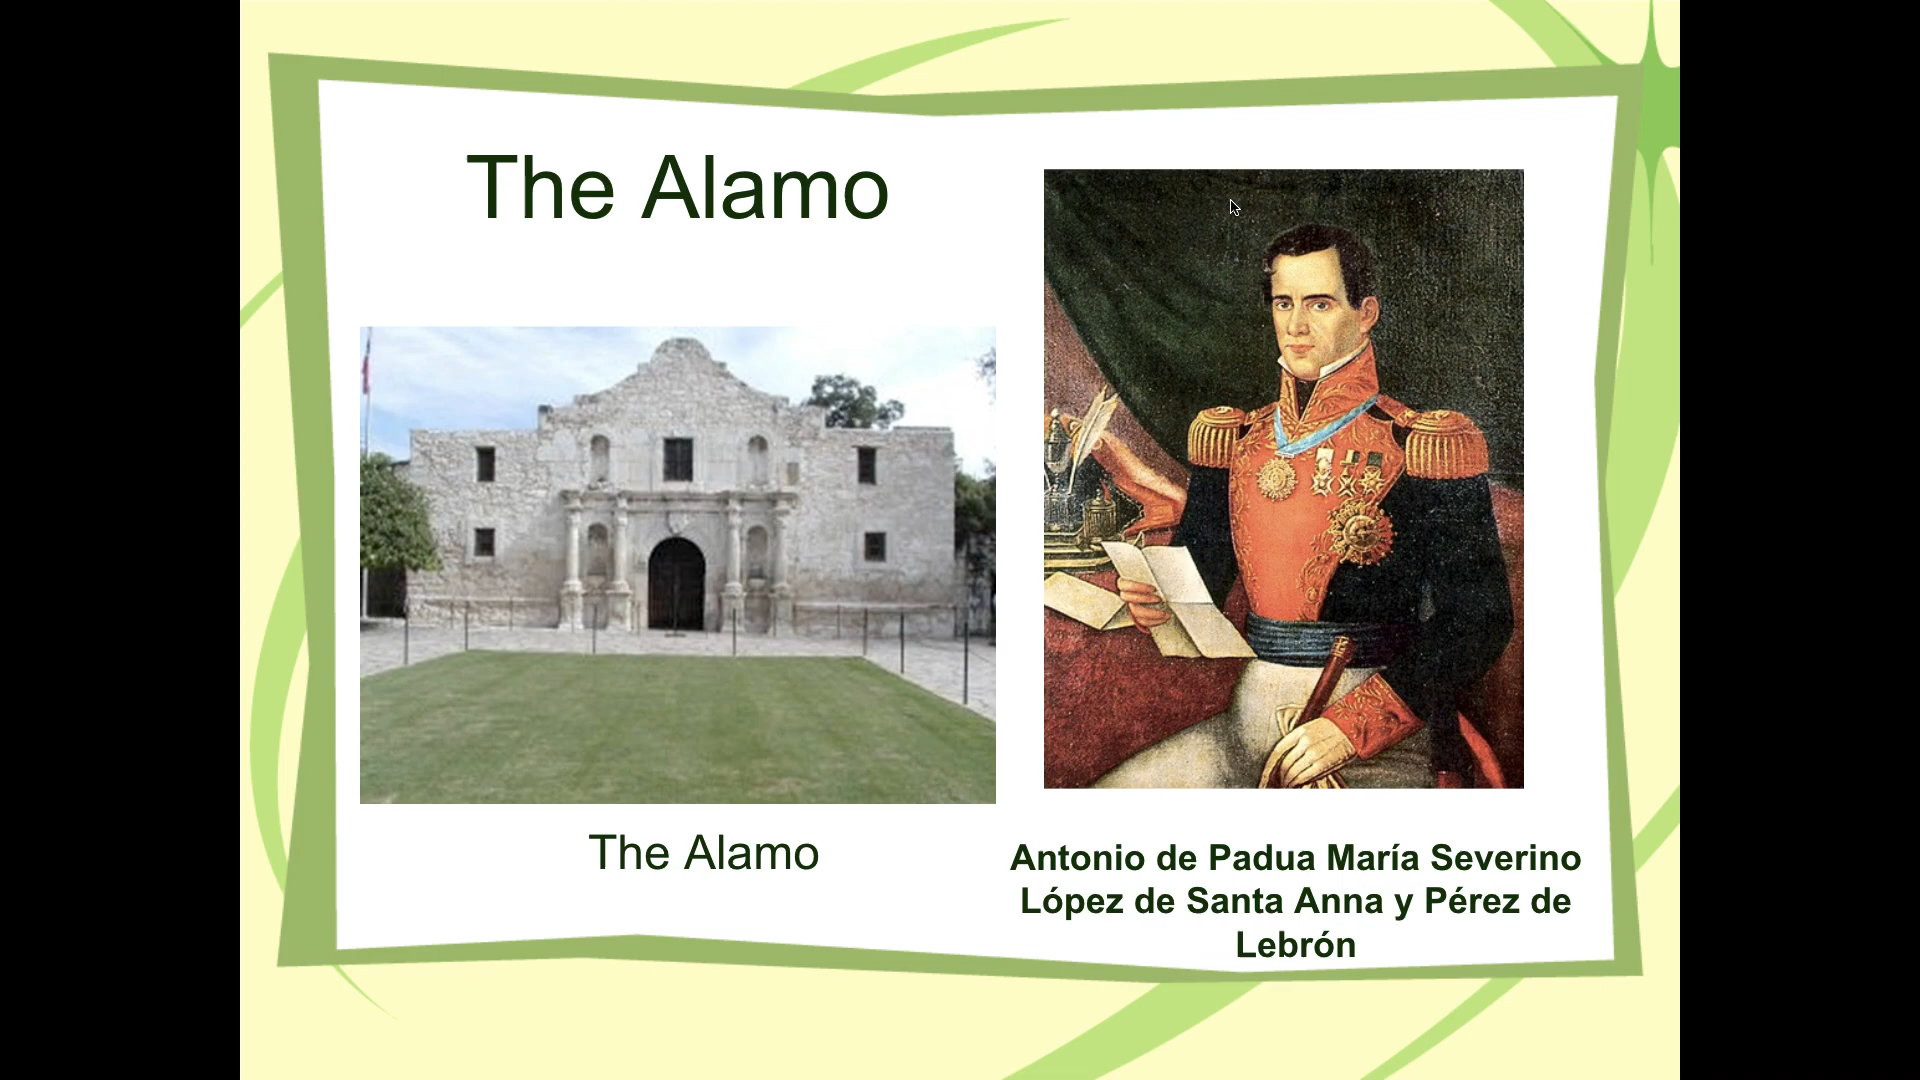 The Alamo
The Alamo
Antonio de Padua María Severino
López de Santa Anna y Pérez de
Lebrón